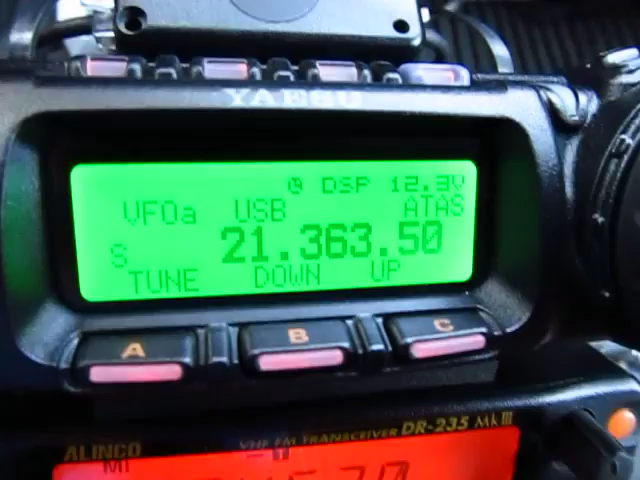 YAESU
DSP 12.3V
VFOa USB ATAS
S 21.363.50
TUNE DOWN UP
A B C
ALINCO VHF FM TRANSCEIVER DR-235 MkIII